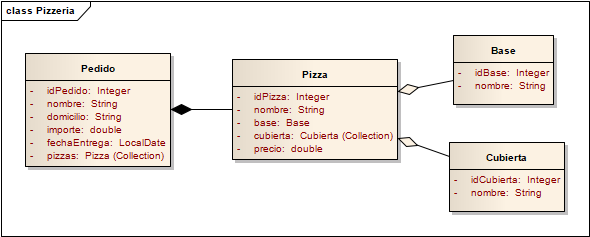 class Pizzeria
Pedido
- idPedido: Integer
- nombre: String
- domicilio: String
- importe: double
- fechaEntrega: LocalDate
- pizzas: Pizza (Collection)
Pizza
- idPizza: Integer
- nombre: String
- base: Base
- cubierta: Cubierta (Collection)
- precio: double
Base
- idBase: Integer
- nombre: String
Cubierta
- idCubierta: Integer
- nombre: String